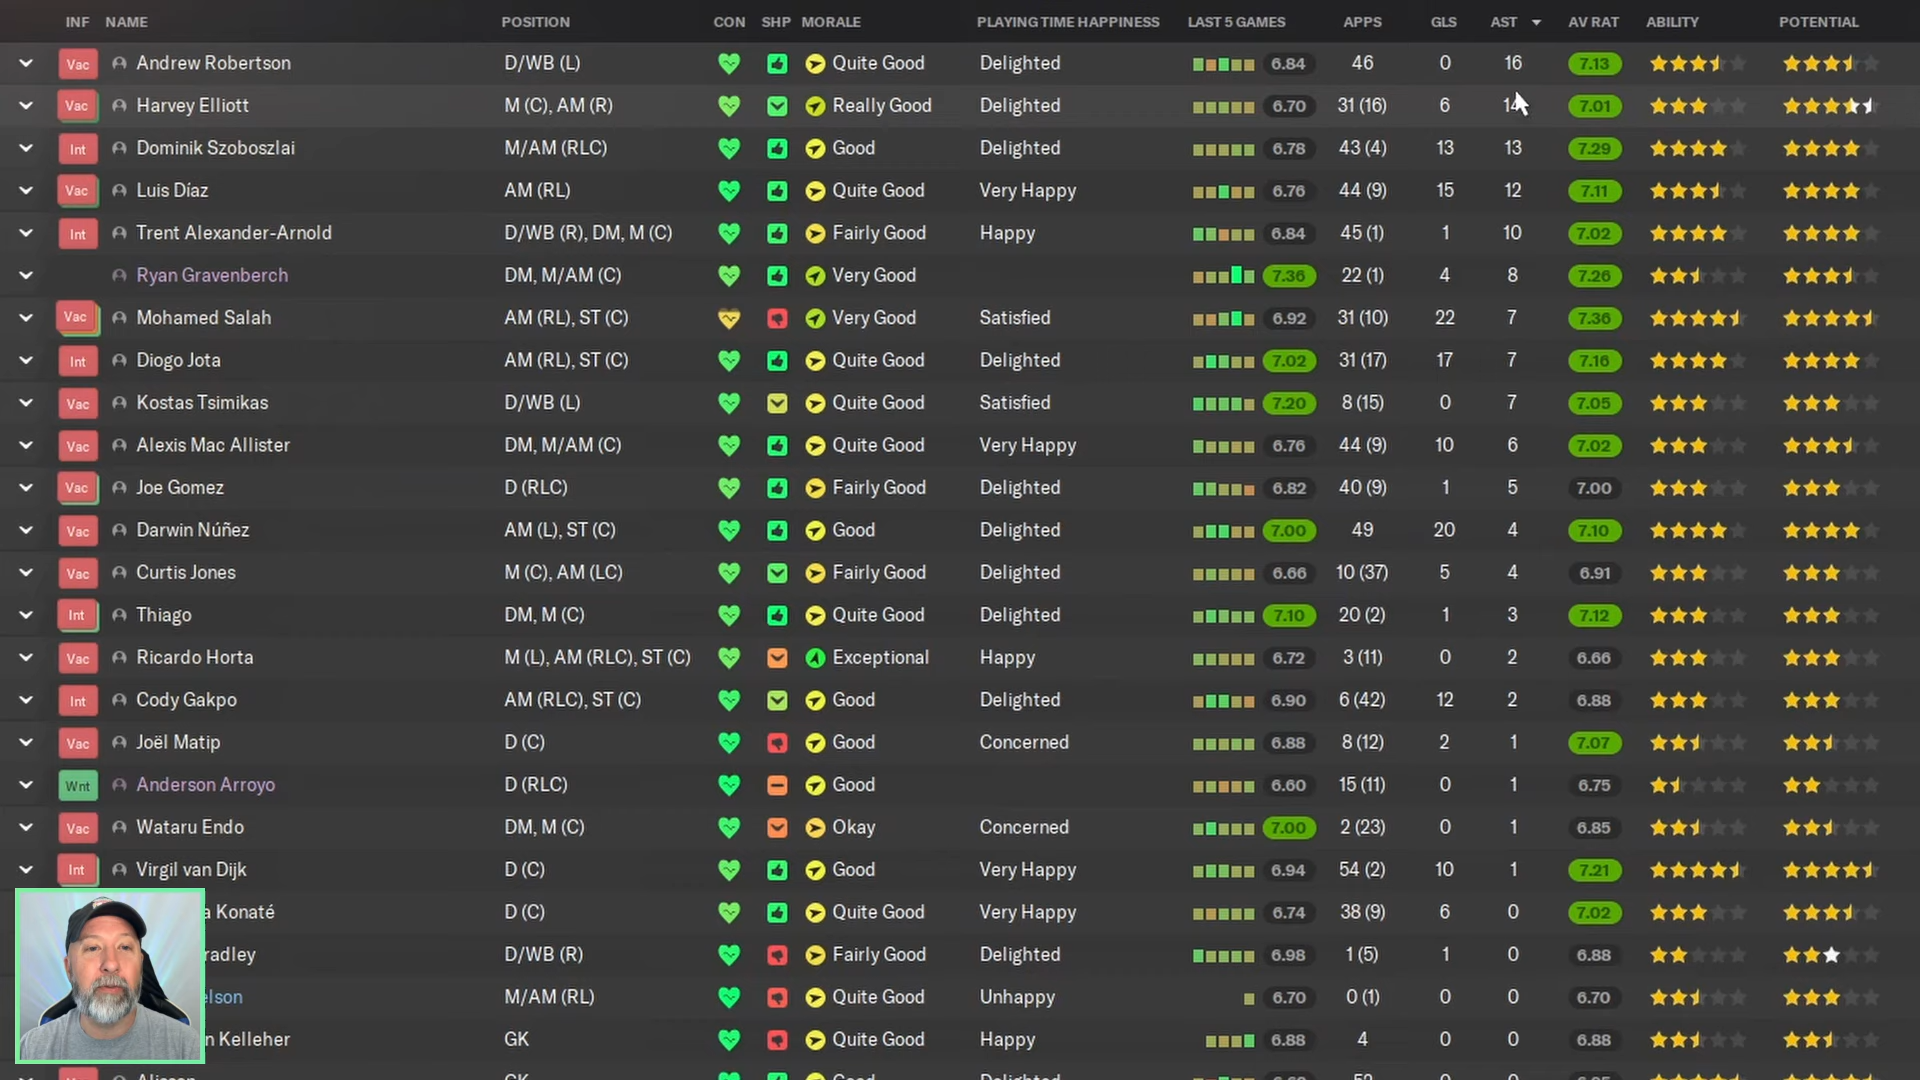 INF NAME POSITION CON SHP MORALE PLAYING TIME HAPPINESS LAST 5 GAMES APPS GLS AST AV RAT ABILITY POTENTIAL
Vac Andrew Robertson D/WB (L) Quite Good Delighted 6.84 46 0 16 7.13
Vac Harvey Elliott M (C), AM (R) Really Good Delighted 6.70 31 (16) 6 14 7.01
Int Dominik Szoboszlai M/AM (RLC) Good Delighted 6.78 43 (4) 13 13 7.29
Vac Luis Díaz AM (RL) Quite Good Very Happy 6.76 44 (9) 15 12 7.11
Int Trent Alexander-Arnold D/WB (R), DM, M (C) Fairly Good Happy 6.84 45 (1) 1 10 7.02
Ryan Gravenberch DM, M/AM (C) Very Good 7.36 22 (1) 4 8 7.26
Vac Mohamed Salah AM (RL), ST (C) Very Good Satisfied 6.92 31 (10) 22 7 7.36
Int Diogo Jota AM (RL), ST (C) Quite Good Delighted 7.02 31 (17) 17 7 7.16
Vac Kostas Tsimikas D/WB (L) Quite Good Satisfied 7.20 8 (15) 0 7 7.05
Vac Alexis Mac Allister DM, M/AM (C) Quite Good Very Happy 6.76 44 (9) 10 6 7.02
Vac Joe Gomez D (RLC) Fairly Good Delighted 6.82 40 (9) 1 5 7.00
Vac Darwin Núñez AM (L), ST (C) Good Delighted 7.00 49 20 4 7.10
Vac Curtis Jones M (C), AM (LC) Fairly Good Delighted 6.66 10 (37) 5 4 6.91
Int Thiago DM, M (C) Quite Good Delighted 7.10 20 (2) 1 3 7.12
Vac Ricardo Horta M (L), AM (RLC), ST (C) Exceptional Happy 6.72 3 (11) 0 2 6.66
Int Cody Gakpo AM (RLC), ST (C) Good Delighted 6.90 6 (42) 12 2 6.88
Vac Joël Matip D (C) Good Concerned 6.88 8 (12) 2 1 7.07
Wnt Anderson Arroyo D (RLC) Good 6.60 15 (11) 0 1 6.75
Vac Wataru Endo DM, M (C) Okay Concerned 7.00 2 (23) 0 1 6.85
Int Virgil van Dijk D (C) Good Very Happy 6.94 54 (2) 10 1 7.21
a Konaté D (C) Quite Good Very Happy 6.74 38 (9) 6 0 7.02
radley D/WB (R) Fairly Good Delighted 6.98 1 (5) 1 0 6.88
elson M/AM (RL) Quite Good Unhappy 6.70 0 (1) 0 0 6.70
n Kelleher GK Quite Good Happy 6.88 4 0 0 6.88